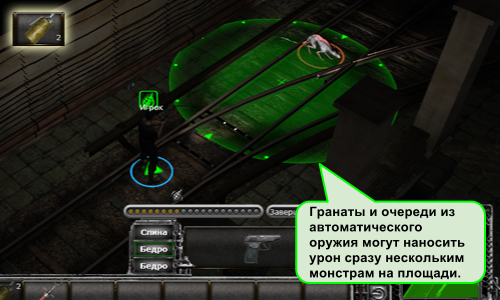 2
Игрок
Завер
Спина
Бедро
Бедро
Гранаты и очереди из
автоматического
оружия могут наносить
урон сразу нескольким
монстрам на площади.
2